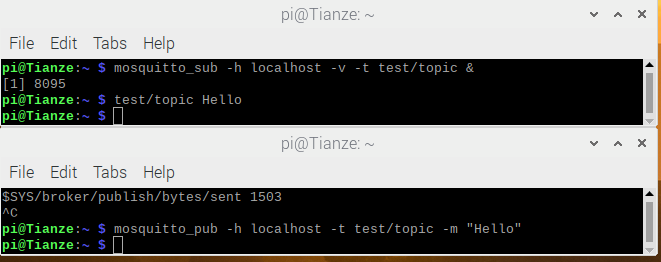 pi@Tianze: ~
File Edit Tabs Help
pi@Tianze:~ $ mosquitto_sub -h localhost -v -t test/topic &
[1] 8095
pi@Tianze:~ $ test/topic Hello
pi@Tianze:~ $
pi@Tianze: ~
File Edit Tabs Help
$SYS/broker/publish/bytes/sent 1503
^C
pi@Tianze:~ $ mosquitto_pub -h localhost -t test/topic -m "Hello"
pi@Tianze:~ $